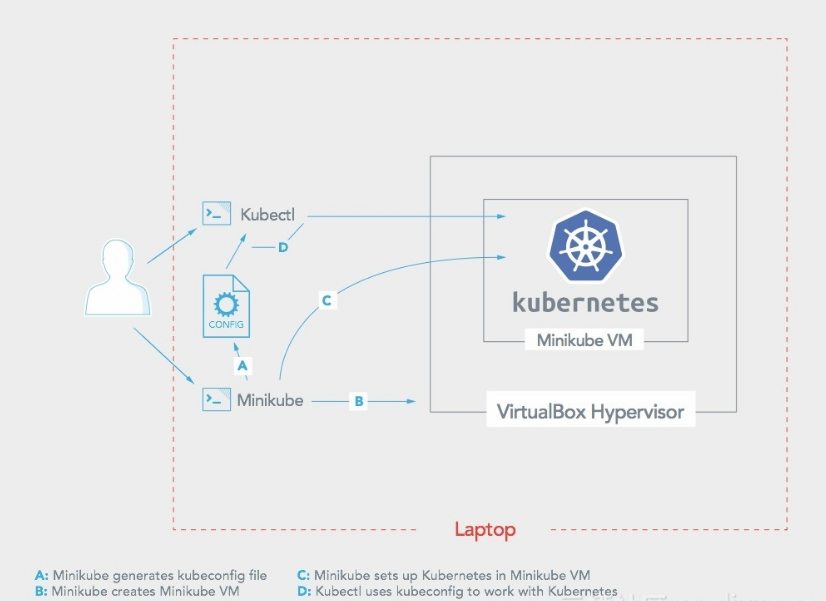 Kubectl
D
C
CONFIG
kubernetes
Minikube VM
A
Minikube
B
VirtualBox Hypervisor
Laptop
A: Minikube generates kubeconfig file
C: Minikube sets up Kubernetes in Minikube VM
B: Minikube creates Minikube VM
D: Kubectl uses kubeconfig to work with Kubernetes